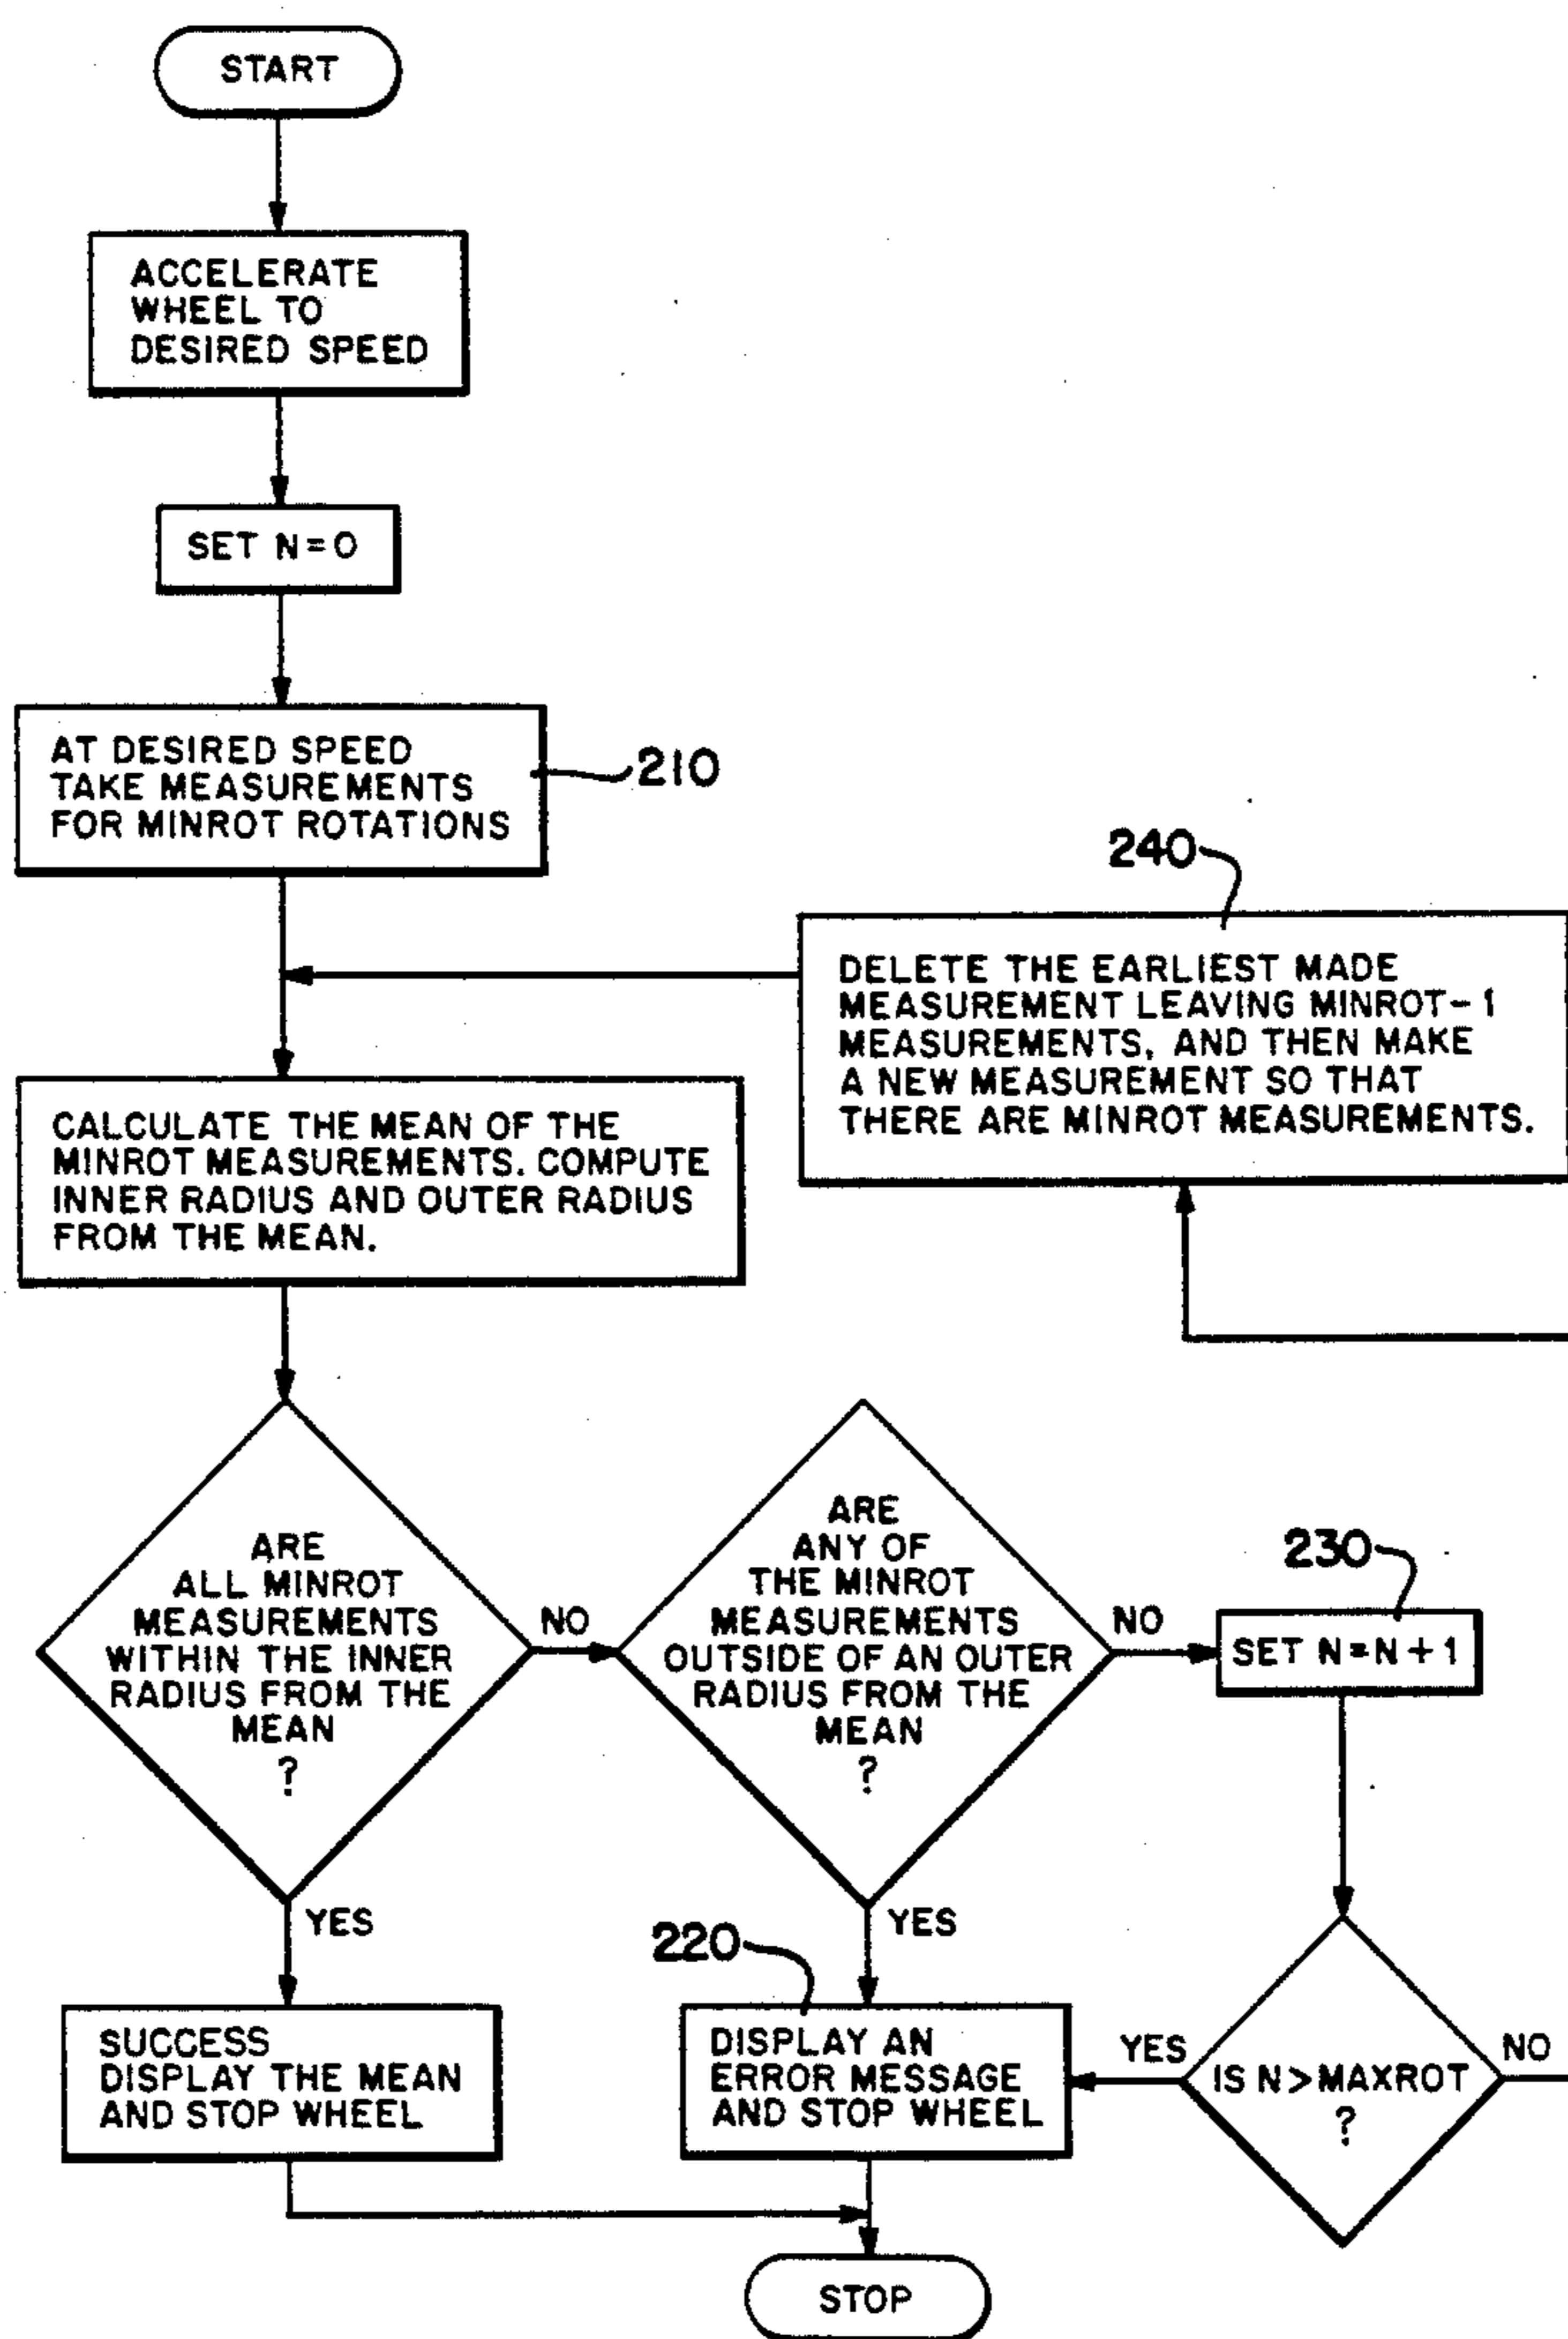 START
ACCELERATE
WHEEL TO
DESIRED SPEED
SET N=0
AT DESIRED SPEED
TAKE MEASUREMENTS
FOR MINROT ROTATIONS
210
240
DELETE THE EARLIEST MADE
MEASUREMENT LEAVING MINROT-1
MEASUREMENTS, AND THEN MAKE
A NEW MEASUREMENT SO THAT
THERE ARE MINROT MEASUREMENTS.
CALCULATE THE MEAN OF THE
MINROT MEASUREMENTS. COMPUTE
INNER RADIUS AND OUTER RADIUS
FROM THE MEAN.
ARE
ALL MINROT
MEASUREMENTS
WITHIN THE INNER
RADIUS FROM THE
MEAN
?
NO
ARE
ANY OF
THE MINROT
MEASUREMENTS
OUTSIDE OF AN OUTER
RADIUS FROM THE
MEAN
?
NO
230
SET N=N+1
YES
YES
220
SUCCESS
DISPLAY THE MEAN
AND STOP WHEEL
DISPLAY AN
ERROR MESSAGE
AND STOP WHEEL
YES
IS N>MAXROT
?
NO
STOP